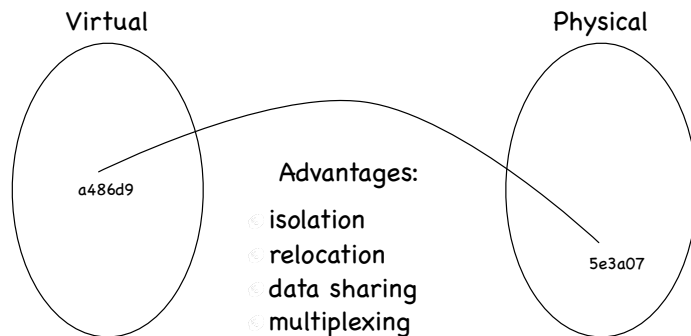 Virtual
Physical
a486d9
Advantages:
isolation
relocation
data sharing
multiplexing
5e3a07